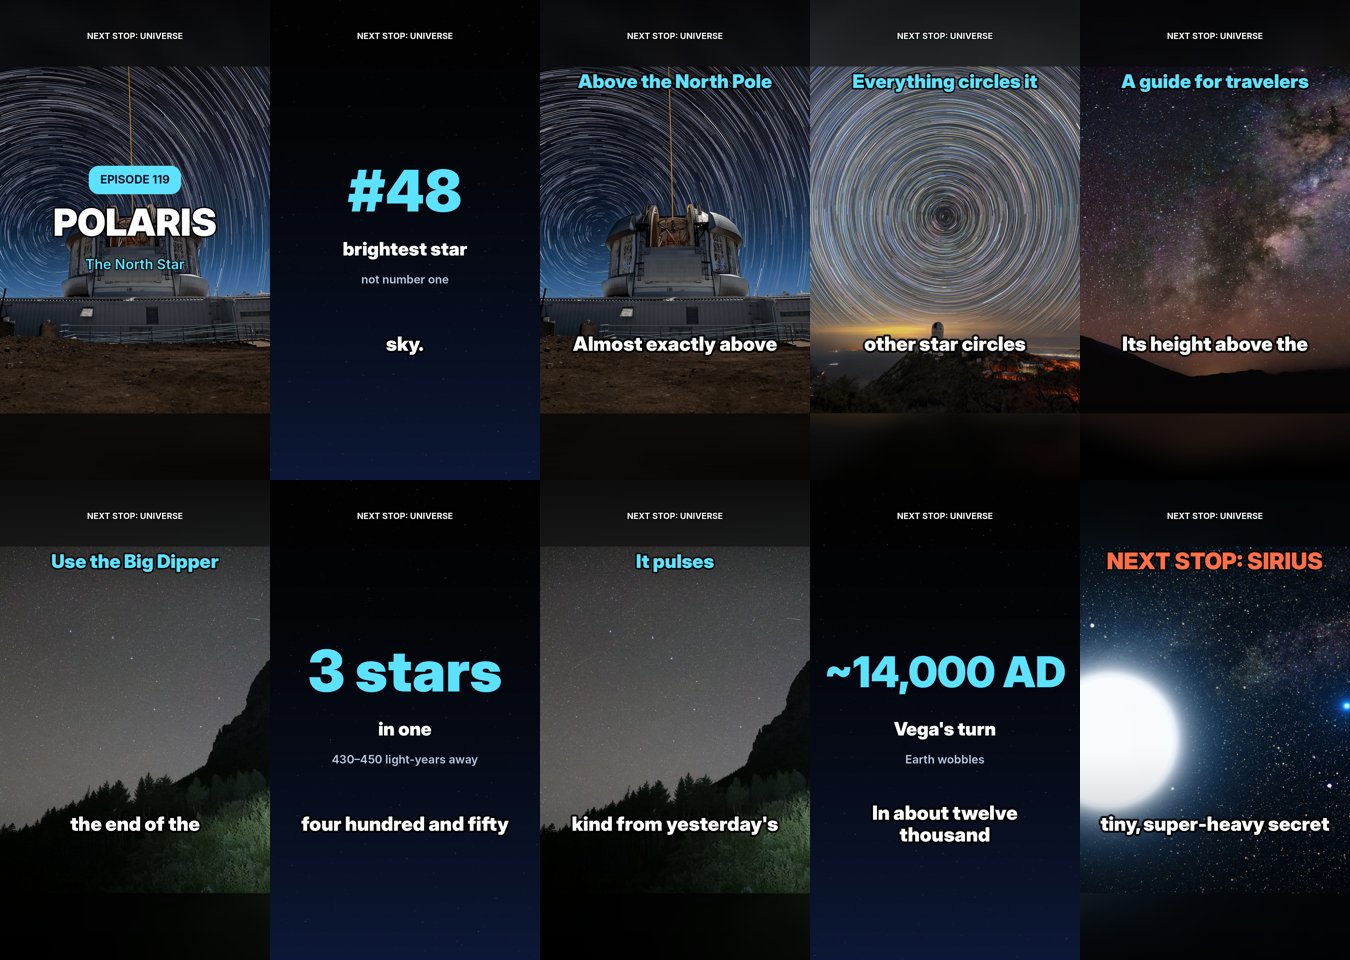 NEXT STOP: UNIVERSE
EPISODE 119
POLARIS
The North Star
NEXT STOP: UNIVERSE
#48
brightest star
not number one
sky.
NEXT STOP: UNIVERSE
Above the North Pole
Almost exactly above
NEXT STOP: UNIVERSE
Everything circles it
other star circles
NEXT STOP: UNIVERSE
A guide for travelers
Its height above the
NEXT STOP: UNIVERSE
Use the Big Dipper
the end of the
NEXT STOP: UNIVERSE
3 stars
in one
430–450 light-years away
four hundred and fifty
NEXT STOP: UNIVERSE
It pulses
kind from yesterday's
NEXT STOP: UNIVERSE
~14,000 AD
Vega's turn
Earth wobbles
In about twelve
thousand
NEXT STOP: UNIVERSE
NEXT STOP: SIRIUS
tiny, super-heavy secret